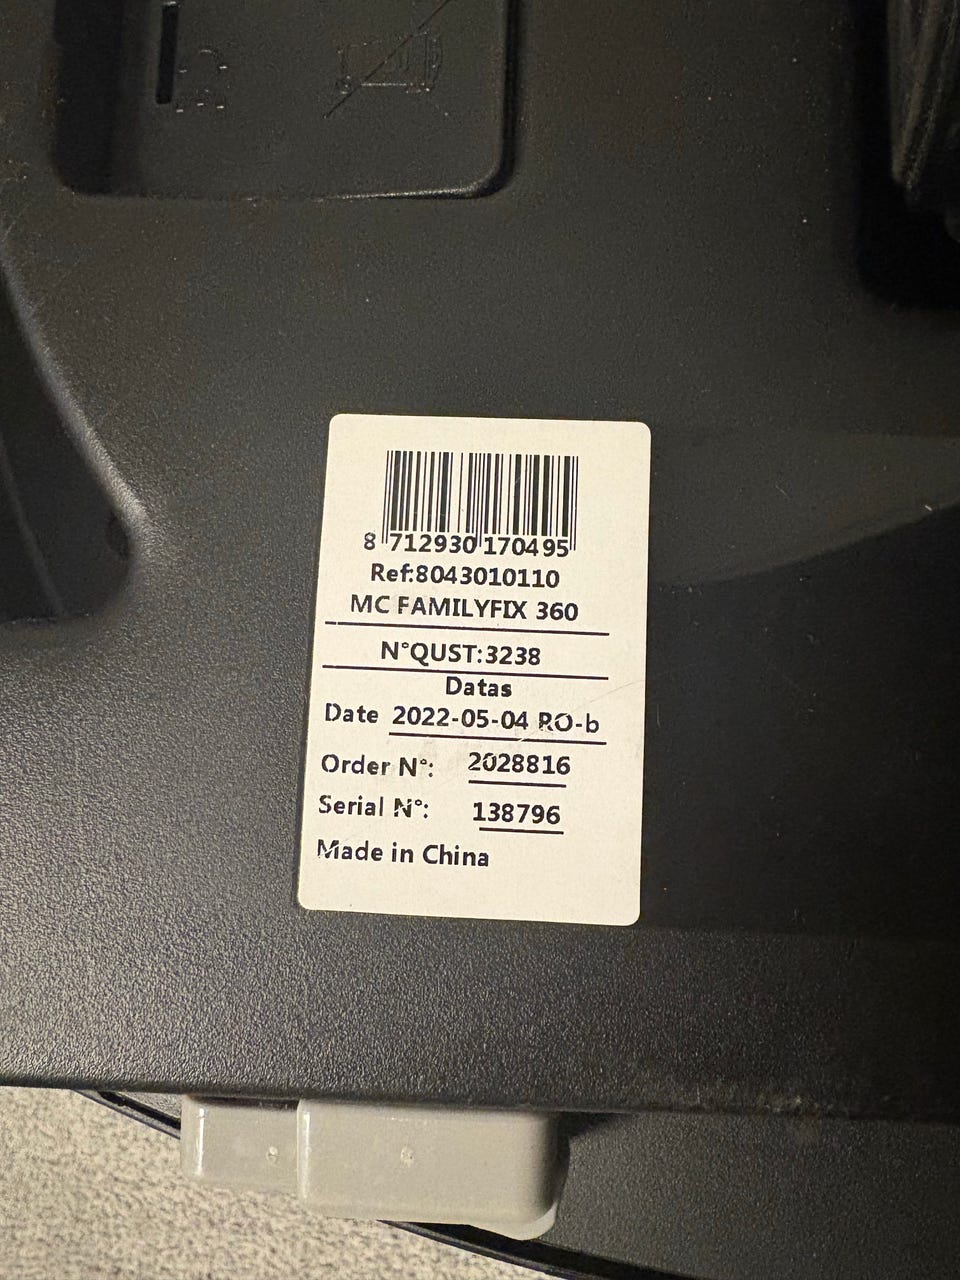 8 712930 170495
Ref:8043010110
MC FAMILYFIX 360
N°QUST:3238
Datas
Date 2022-05-04 RO-b
Order N°: 2028816
Serial N°: 138796
Made in China